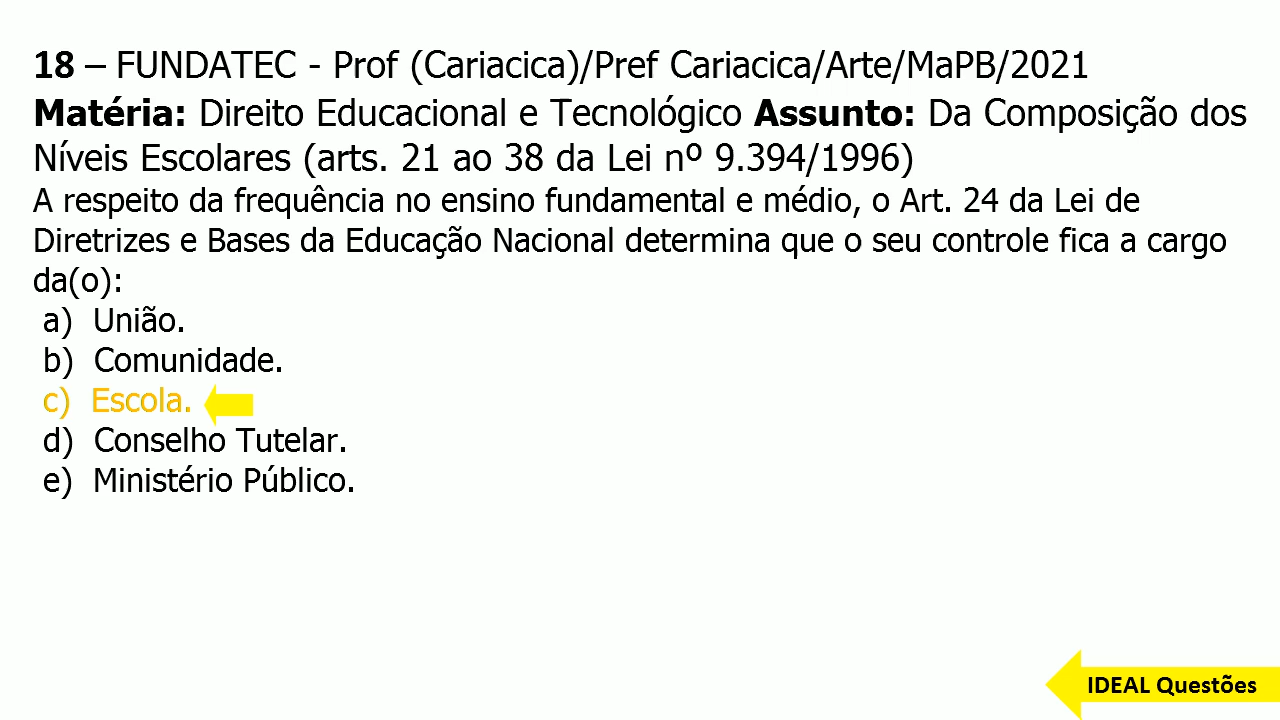 18 – FUNDATEC - Prof (Cariacica)/Pref Cariacica/Arte/MaPB/2021
Matéria: Direito Educacional e Tecnológico Assunto: Da Composição dos
Níveis Escolares (arts. 21 ao 38 da Lei nº 9.394/1996)
A respeito da frequência no ensino fundamental e médio, o Art. 24 da Lei de
Diretrizes e Bases da Educação Nacional determina que o seu controle fica a cargo
da(o):
a) União.
b) Comunidade.
c) Escola.
d) Conselho Tutelar.
e) Ministério Público.
IDEAL Questões